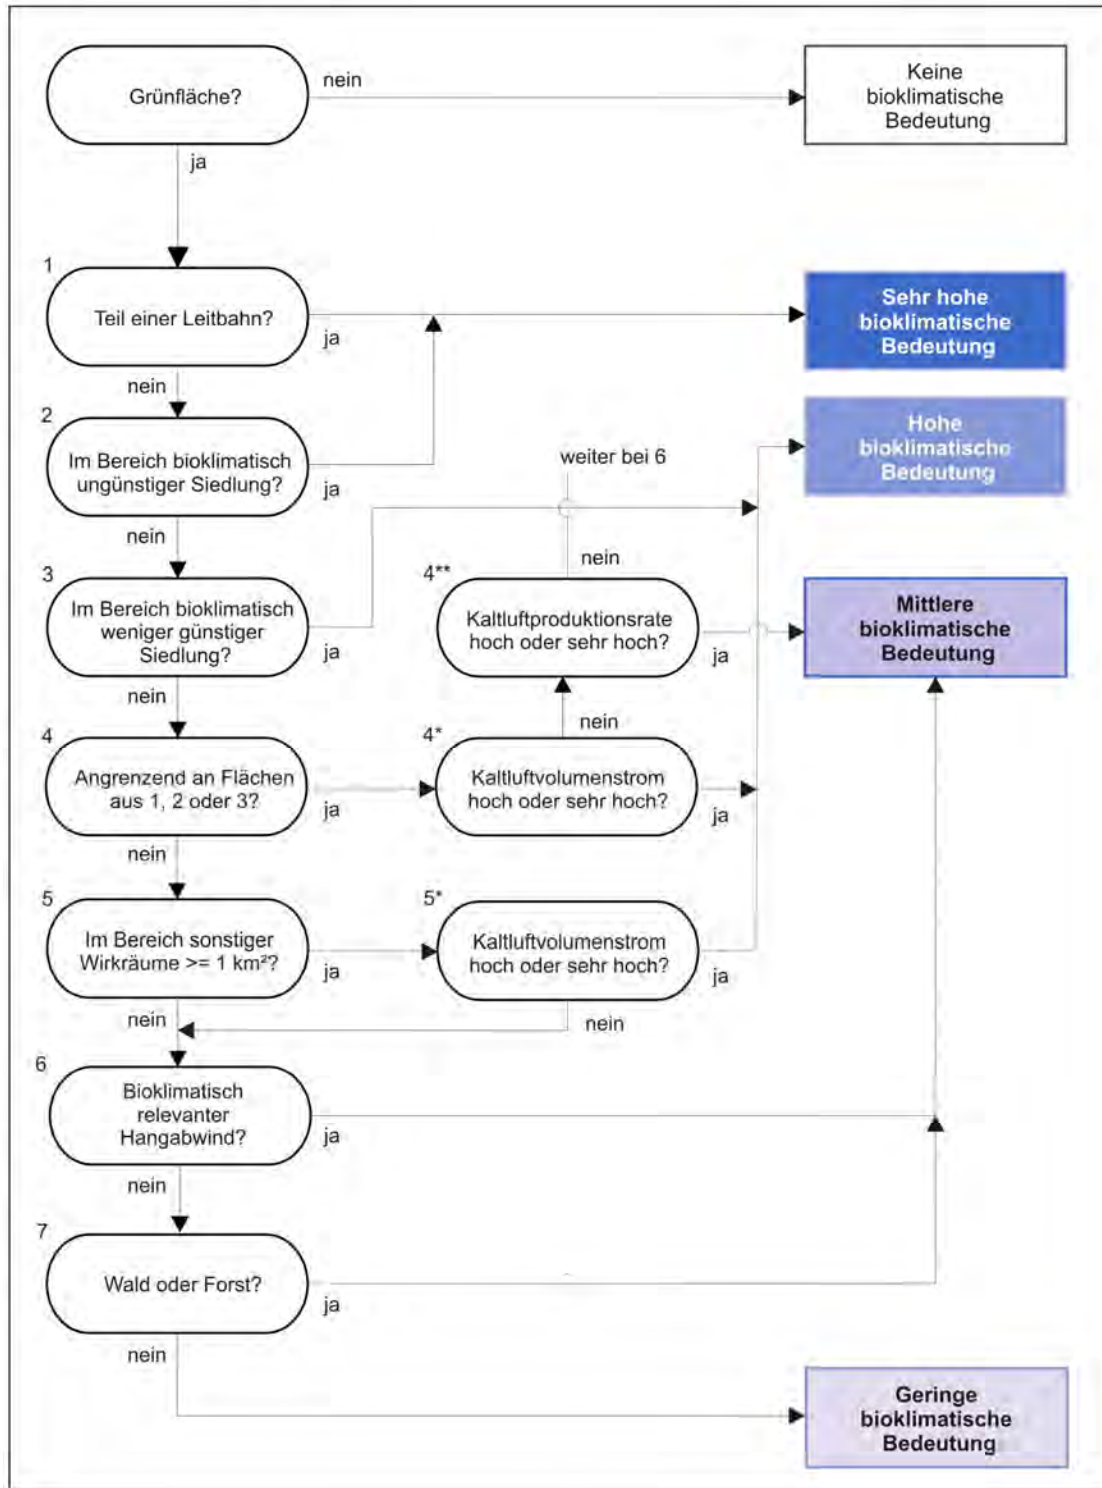 Grünfläche?
nein
Keine
bioklimatische
Bedeutung
ja
1
Teil einer Leitbahn?
ja
Sehr hohe
bioklimatische
Bedeutung
nein
2
Im Bereich bioklimatisch
ungünstiger Siedlung?
ja
weiter bei 6
Hohe
bioklimatische
Bedeutung
nein
3
Im Bereich bioklimatisch
weniger günstiger
Siedlung?
ja
nein
4**
Kaltluftproduktionsrate
hoch oder sehr hoch?
ja
Mittlere
bioklimatische
Bedeutung
nein
4
Angrenzend an Flächen
aus 1, 2 oder 3?
ja
nein
4*
Kaltluftvolumenstrom
hoch oder sehr hoch?
ja
nein
5
Im Bereich sonstiger
Wirkräume >= 1 km²?
ja
5*
Kaltluftvolumenstrom
hoch oder sehr hoch?
ja
nein
nein
6
Bioklimatisch
relevanter
Hangabwind?
ja
nein
7
Wald oder Forst?
ja
nein
Geringe
bioklimatische
Bedeutung